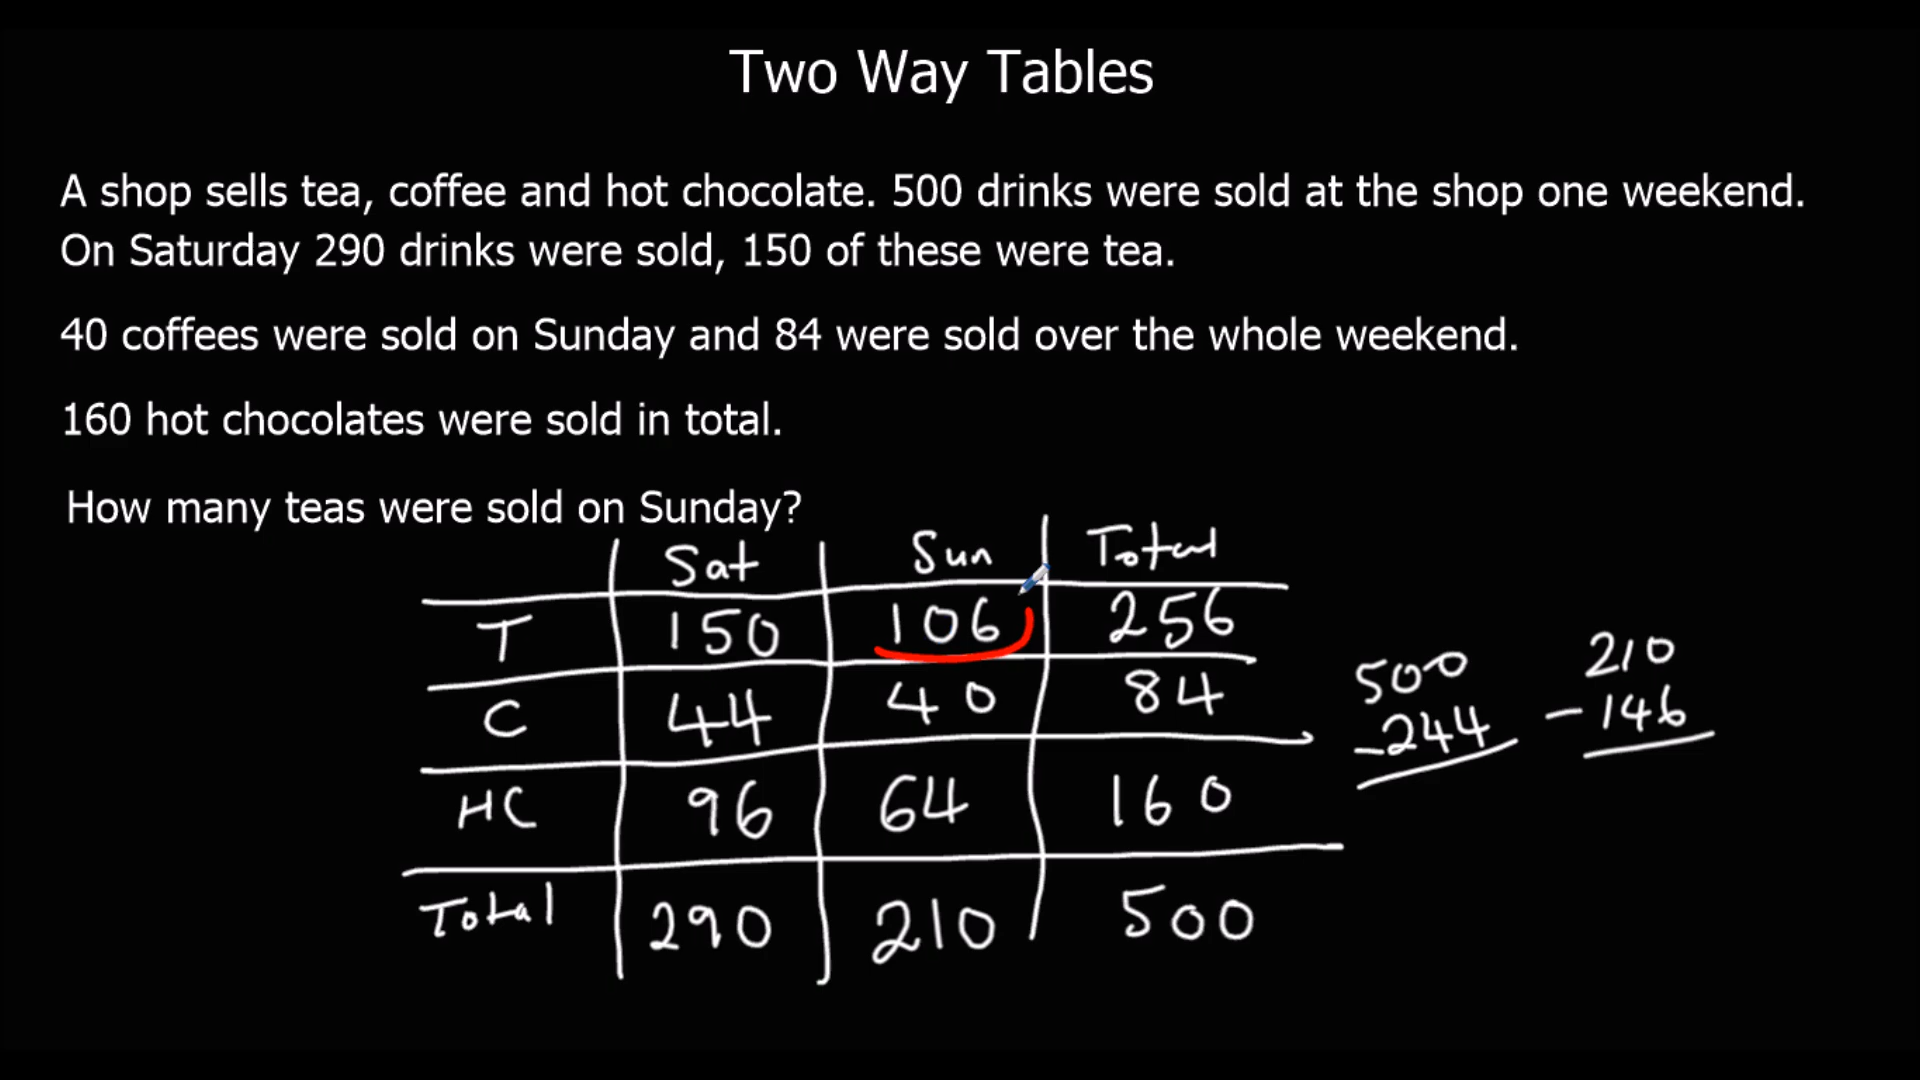 Two Way Tables
A shop sells tea, coffee and hot chocolate. 500 drinks were sold at the shop one weekend.
On Saturday 290 drinks were sold, 150 of these were tea.
40 coffees were sold on Sunday and 84 were sold over the whole weekend.
160 hot chocolates were sold in total.
How many teas were sold on Sunday?
Sat Sun Total
T 150 106 256
C 44 40 84
HC 96 64 160
Total 290 210 500
500
-244
210
-146